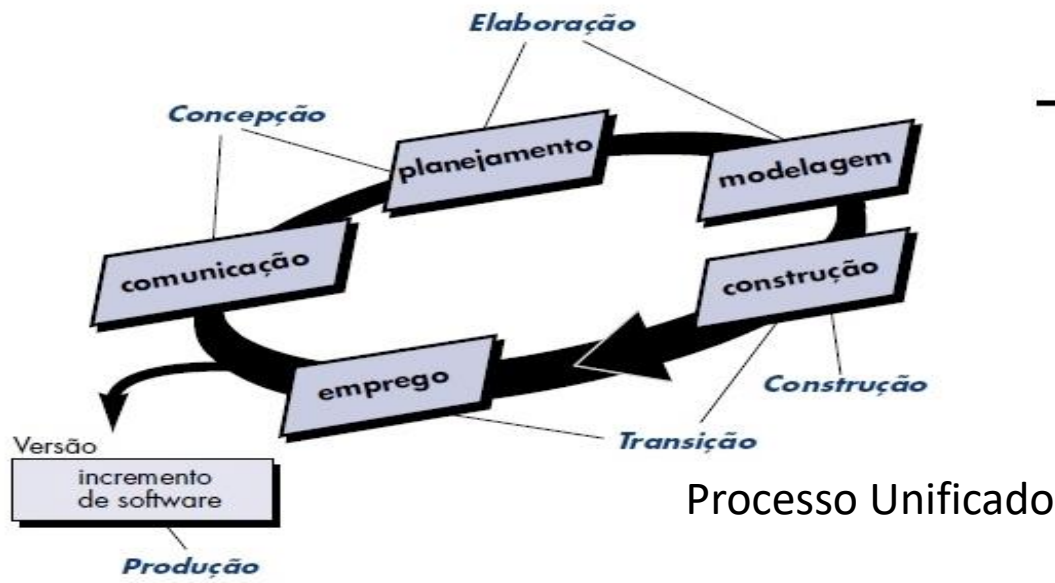 Elaboração
Concepção
planejamento
modelagem
comunicação
construção
emprego
Construção
Transição
Versão
incremento
de software
Processo Unificado
Produção